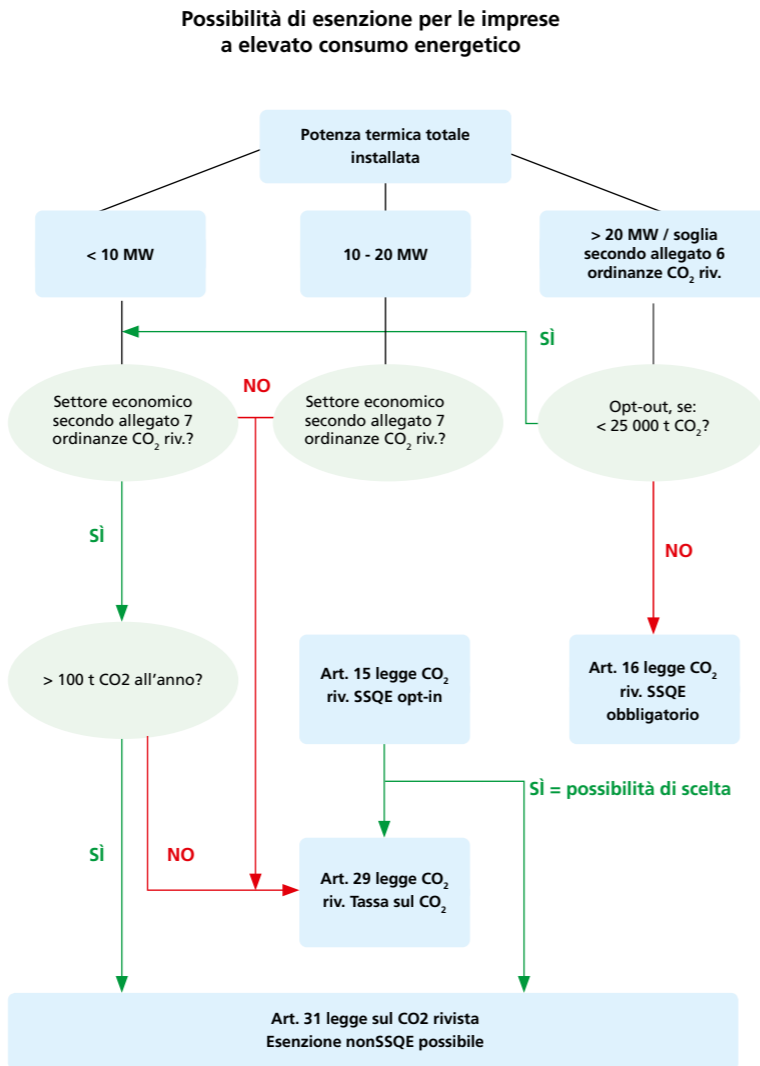 Possibilità di esenzione per le imprese
a elevato consumo energetico
Potenza termica totale
installata
< 10 MW
10 - 20 MW
> 20 MW / soglia
secondo allegato 6
ordinanze CO₂ riv.
SÌ
Settore economico
secondo allegato 7
ordinanze CO₂ riv.?
NO
Settore economico
secondo allegato 7
ordinanze CO₂ riv.?
Opt-out, se:
< 25 000 t CO₂?
SÌ
NO
> 100 t CO2 all'anno?
Art. 15 legge CO₂
riv. SSQE opt-in
Art. 16 legge CO₂
riv. SSQE
obbligatorio
SÌ = possibilità di scelta
SÌ
NO
Art. 29 legge CO₂
riv. Tassa sul CO₂
Art. 31 legge sul CO2 rivista
Esenzione nonSSQE possibile